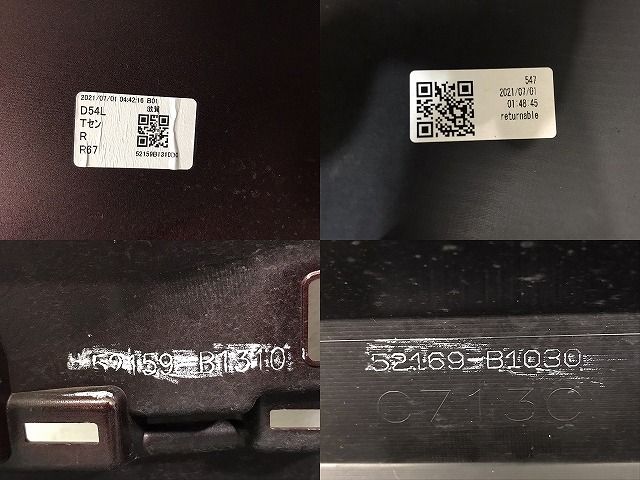 2021/07/01 04:42:16 B01
D54L
Tセン
R
R67
52159B1310D0
547
2021/07/01
01:48:45
returnable
52159-B1310
52169-B1030
C713C